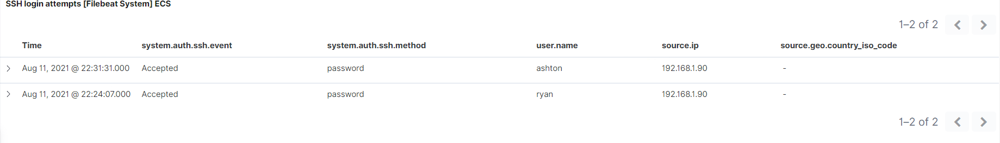 SSH login attempts [Filebeat System] ECS
1–2 of 2
Time system.auth.ssh.event system.auth.ssh.method user.name source.ip source.geo.country_iso_code
Aug 11, 2021 @ 22:31:31.000 Accepted password ashton 192.168.1.90 -
Aug 11, 2021 @ 22:24:07.000 Accepted password ryan 192.168.1.90 -
1–2 of 2